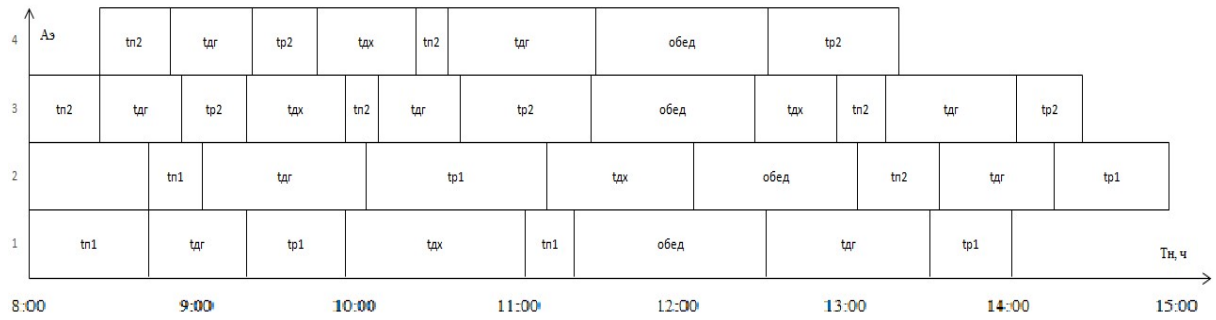 Аэ
4 tп2 tдг tр2 tдх tп2 tдг обед tр2
3 tп2 tдг tр2 tдх tп2 tдг tр2 обед tдх tп2 tдг tр2
2 tп1 tдг tр1 tдх обед tп2 tдг tр1
1 tп1 tдг tр1 tдх tп1 обед tдг tр1
Тн, ч
8:00 9:00 10:00 11:00 12:00 13:00 14:00 15:00